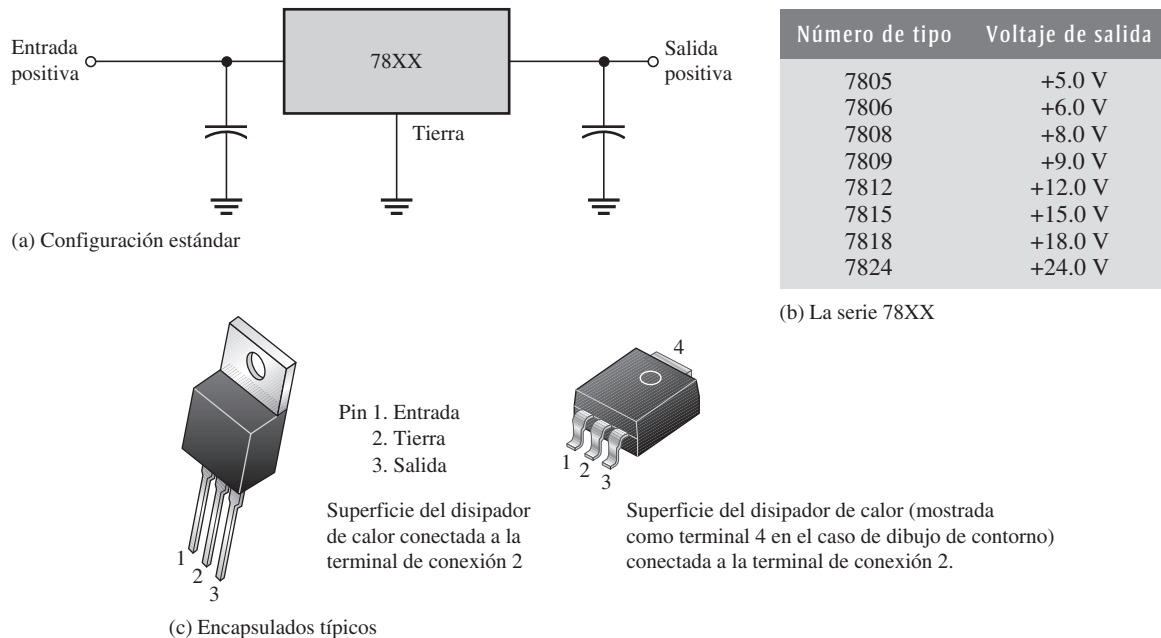 Entrada
positiva
78XX
Salida
positiva
Tierra
(a) Configuración estándar
Número de tipo Voltaje de salida
7805 +5.0 V
7806 +6.0 V
7808 +8.0 V
7809 +9.0 V
7812 +12.0 V
7815 +15.0 V
7818 +18.0 V
7824 +24.0 V
(b) La serie 78XX
1
2
3
Pin 1. Entrada
2. Tierra
3. Salida
Superficie del disipador
de calor conectada a la
terminal de conexión 2
4
1
2
3
Superficie del disipador de calor (mostrada
como terminal 4 en el caso de dibujo de contorno)
conectada a la terminal de conexión 2.
(c) Encapsulados típicos